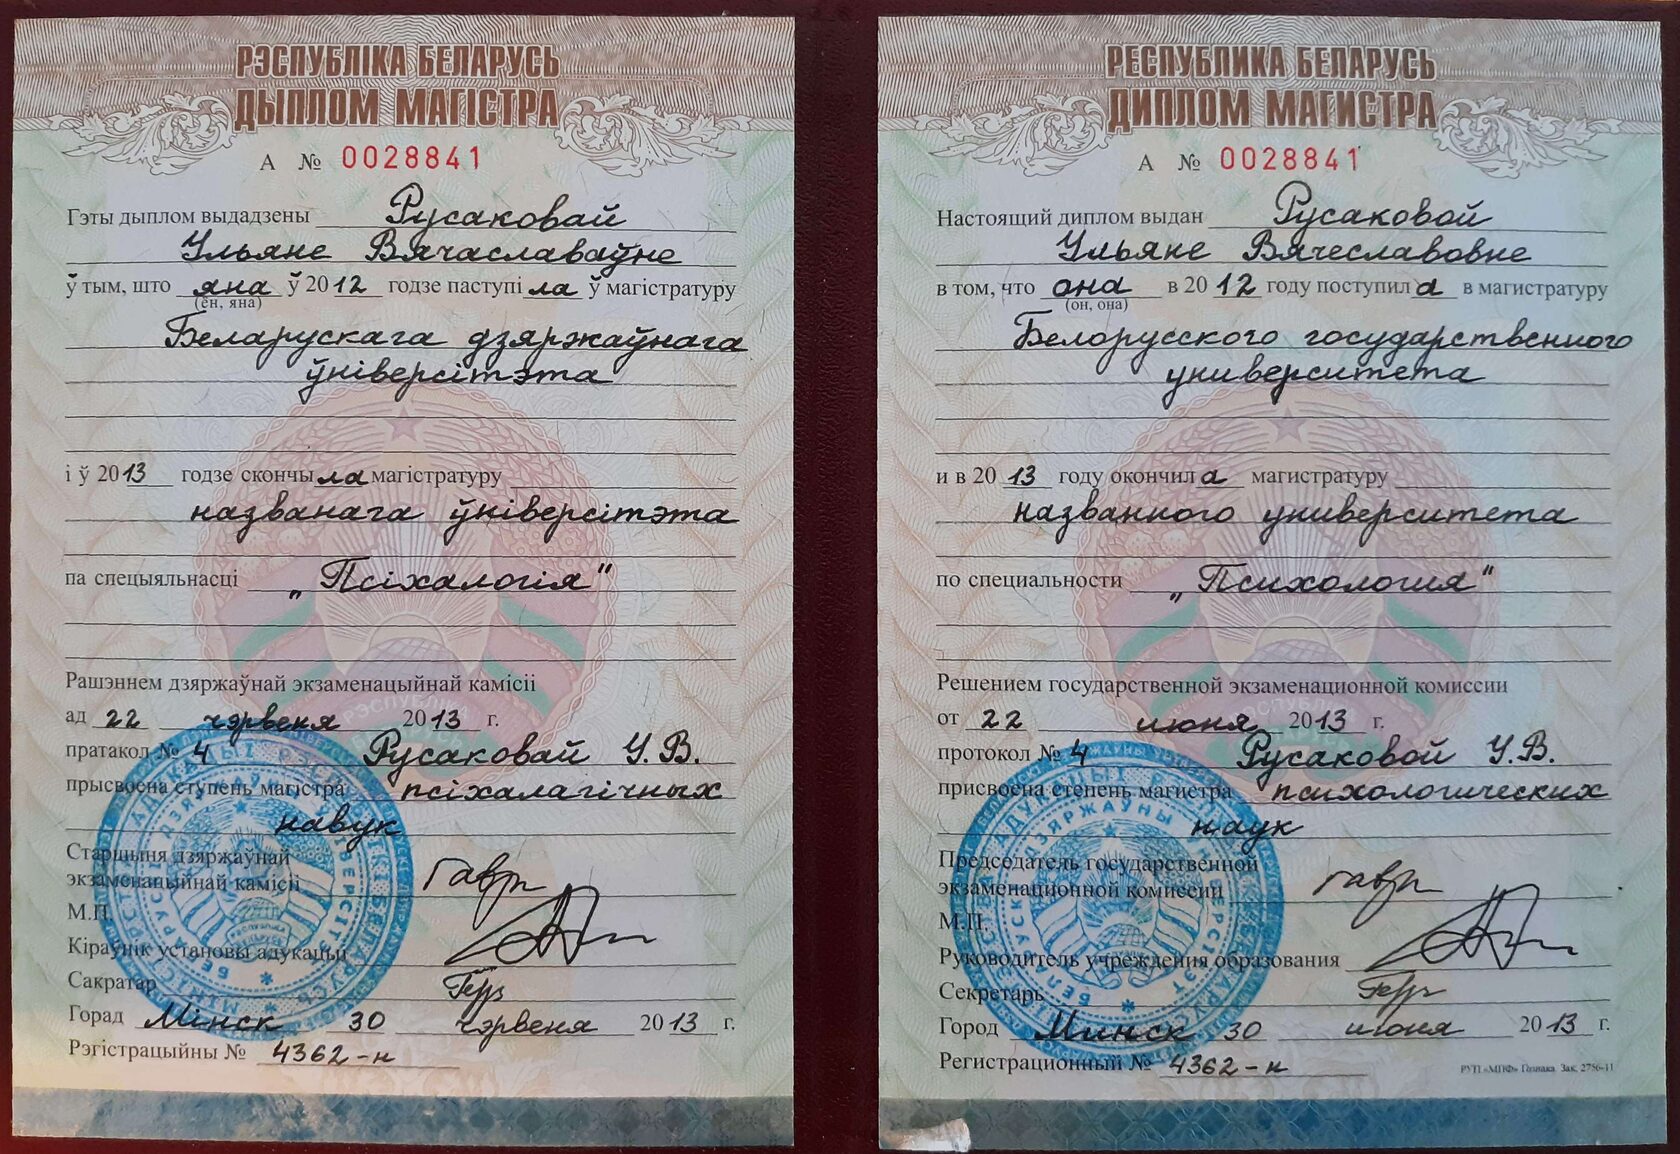 РЭСПУБЛІКА БЕЛАРУСЬ
ДЫПЛОМ МАГІСТРА
А № 0028841
Гэты дыплом выдадзены Русаковай
Ульяне Вячаславаўне
ў тым, што яна ў 2012 годзе паступіла ў магістратуру
(ён, яна)
Беларускага дзяржаўнага
ўніверсітэта
і ў 2013 годзе скончыла магістратуру
названага ўніверсітэта
па спецыяльнасці „Псіхалогія"
Рашэннем дзяржаўнай экзаменацыйнай камісіі
ад 22 чэрвеня 2013 г.
пратакол № 4 Русаковай У.В.
прысвоена ступень магістра псіхалагічных
навук
Старшыня дзяржаўнай
экзаменацыйнай камісіі
М.П.
Кіраўнік установы адукацыі
Сакратар
Горад Мінск 30 чэрвеня 2013 г.
Рэгістрацыйны № 4362-н
РЕСПУБЛИКА БЕЛАРУСЬ
ДИПЛОМ МАГИСТРА
А № 0028841
Настоящий диплом выдан Русаковой
Ульяне Вячеславовне
в том, что она в 2012 году поступила в магистратуру
(он, она)
Белорусского государственного
университета
и в 2013 году окончила магистратуру
названного университета
по специальности „Психология"
Решением государственной экзаменационной комиссии
от 22 июня 2013 г.
протокол № 4 Русаковой У.В.
присвоена степень магистра психологических
наук
Председатель государственной
экзаменационной комиссии
М.П.
Руководитель учреждения образования
Секретарь
Город Минск 30 июня 2013 г.
Регистрационный № 4362-н
РУП «МПФ» Гознака. Зак. 2756-11